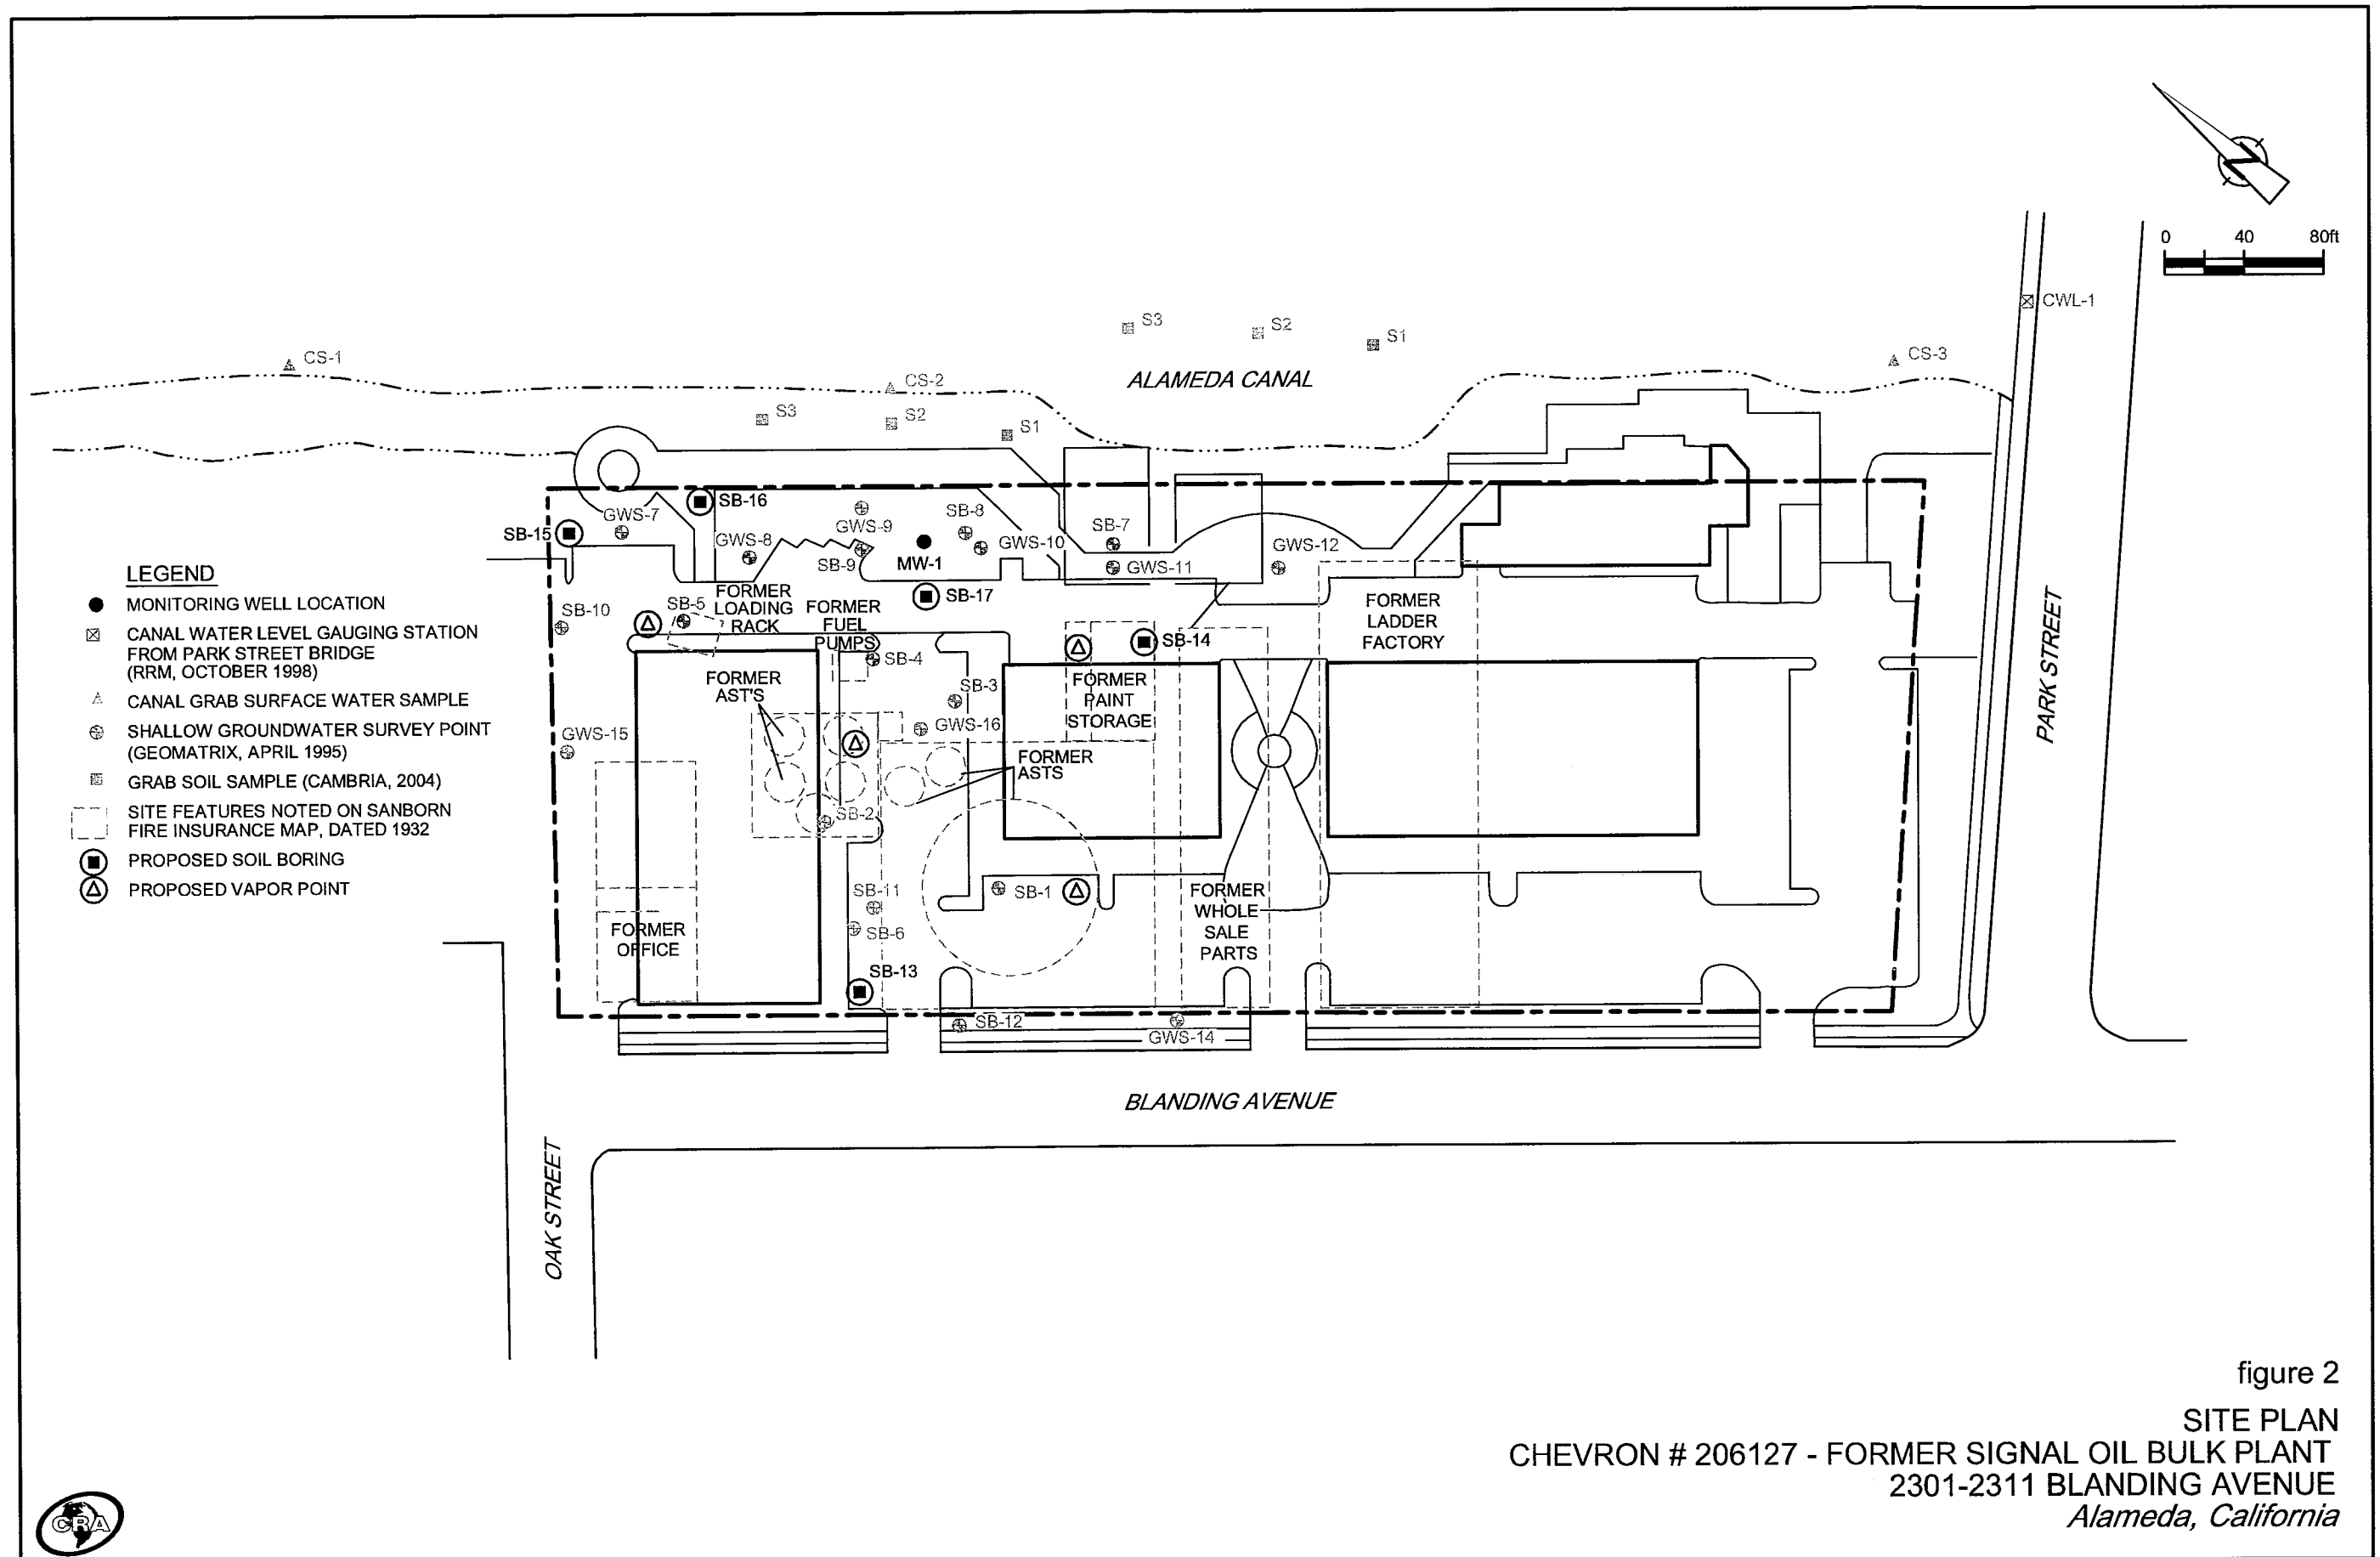 0 40 80ft
CWL-1
S3
S2
S1
CS-1
CS-3
ALAMEDA CANAL
CS-2
S3
S2
S1
SB-16
GWS-7
SB-15
GWS-9
SB-8
SB-7
GWS-8
GWS-10
GWS-12
SB-9
MW-1
GWS-11
LEGEND
MONITORING WELL LOCATION
CANAL WATER LEVEL GAUGING STATION
FROM PARK STREET BRIDGE
(RRM, OCTOBER 1998)
CANAL GRAB SURFACE WATER SAMPLE
SHALLOW GROUNDWATER SURVEY POINT
(GEOMATRIX, APRIL 1995)
GRAB SOIL SAMPLE (CAMBRIA, 2004)
SITE FEATURES NOTED ON SANBORN
FIRE INSURANCE MAP, DATED 1932
PROPOSED SOIL BORING
PROPOSED VAPOR POINT
SB-10
SB-5
FORMER
LOADING
RACK
FORMER
FUEL
PUMPS
SB-17
SB-14
FORMER
LADDER
FACTORY
SB-4
FORMER
AST'S
SB-3
FORMER
PAINT
STORAGE
GWS-15
GWS-16
FORMER
ASTS
SB-2
SB-11
SB-1
SB-6
FORMER
OFFICE
FORMER
WHOLE
SALE
PARTS
SB-13
SB-12
GWS-14
PARK STREET
BLANDING AVENUE
OAK STREET
figure 2
SITE PLAN
CHEVRON # 206127 - FORMER SIGNAL OIL BULK PLANT
2301-2311 BLANDING AVENUE
Alameda, California
CRA